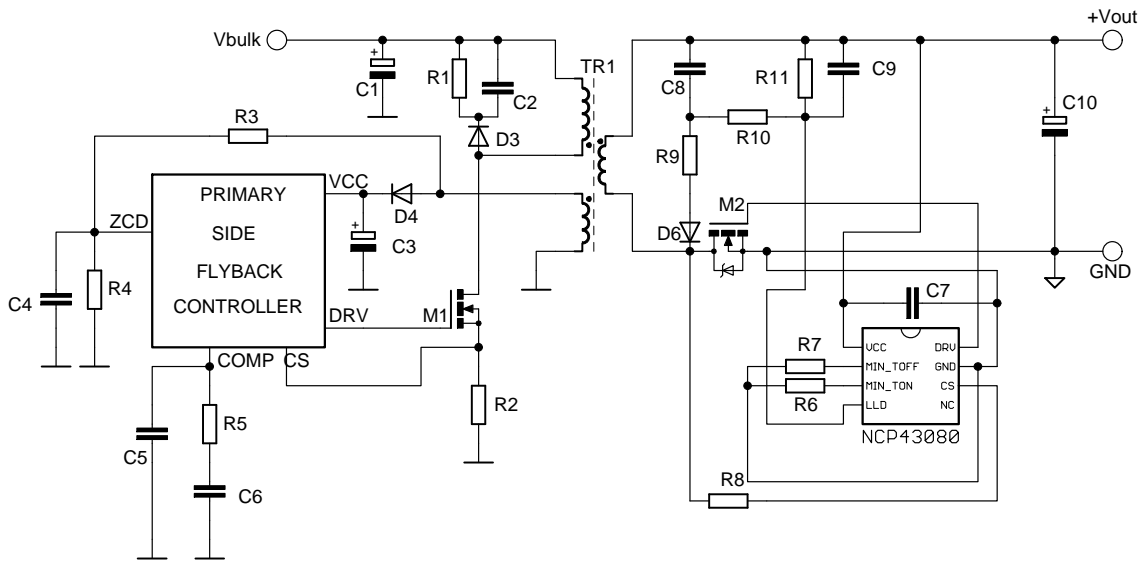 +Vout
Vbulk
TR1
C1
+
R1
C2
C8
R11
C9
C10
+
R3
D3
R10
R9
VCC
D4
ZCD
PRIMARY
SIDE
FLYBACK
CONTROLLER
+
C3
D6
M2
GND
C4
R4
DRV
M1
COMP
CS
C7
VCC
DRV
MIN_TOFF
GND
MIN_TON
CS
LLD
NC
NCP43080
R7
R6
R2
R5
C5
C6
R8